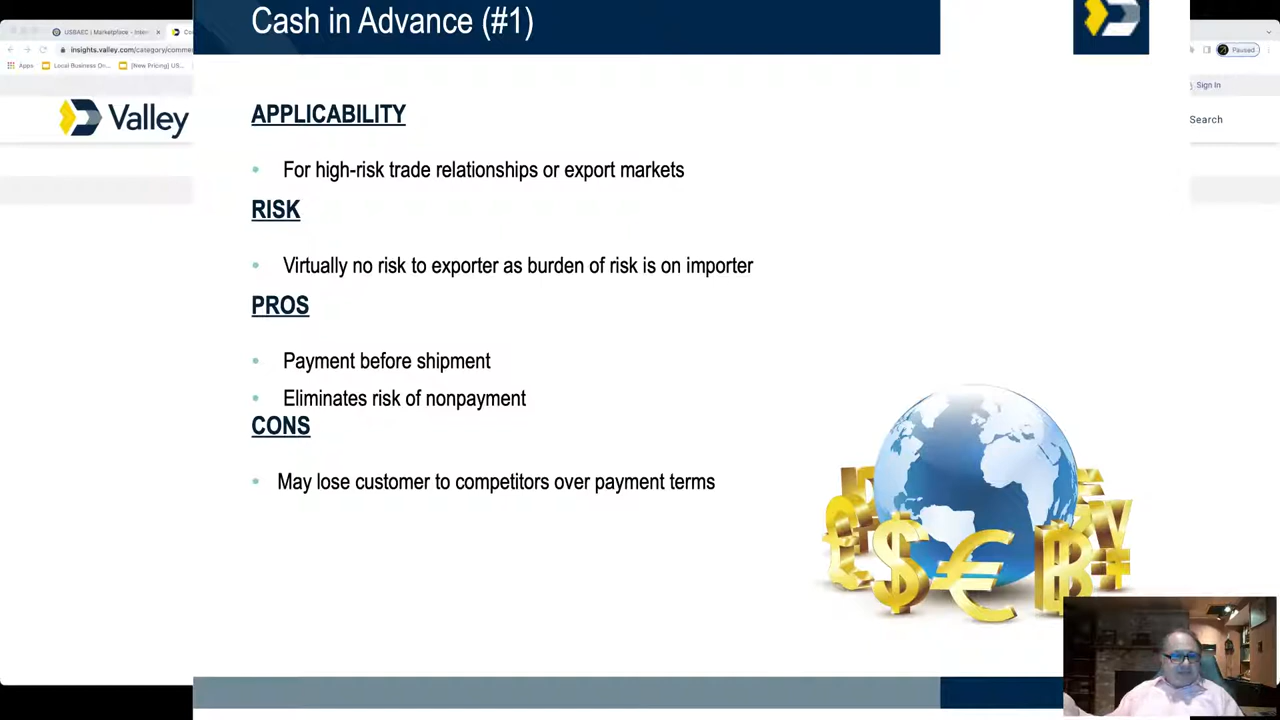 Cash in Advance (#1)
USBAEC | Marketplace - Intern
insights.valley.com/category/comme
Paused
Apps
Local Business On...
[New Pricing] US...
Sign In
Valley
Search
APPLICABILITY
• For high-risk trade relationships or export markets
RISK
• Virtually no risk to exporter as burden of risk is on importer
PROS
• Payment before shipment
• Eliminates risk of nonpayment
CONS
• May lose customer to competitors over payment terms